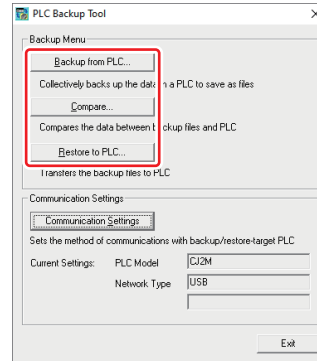 PLC Backup Tool
Backup Menu
Backup from PLC...
Collectively backs up the data in a PLC to save as files
Compare...
Compares the data between backup files and PLC
Restore to PLC...
Transfers the backup files to PLC
Communication Settings
Communication Settings
Sets the method of communications with backup/restore-target PLC
Current Settings: PLC Model CJ2M
Network Type USB
Exit